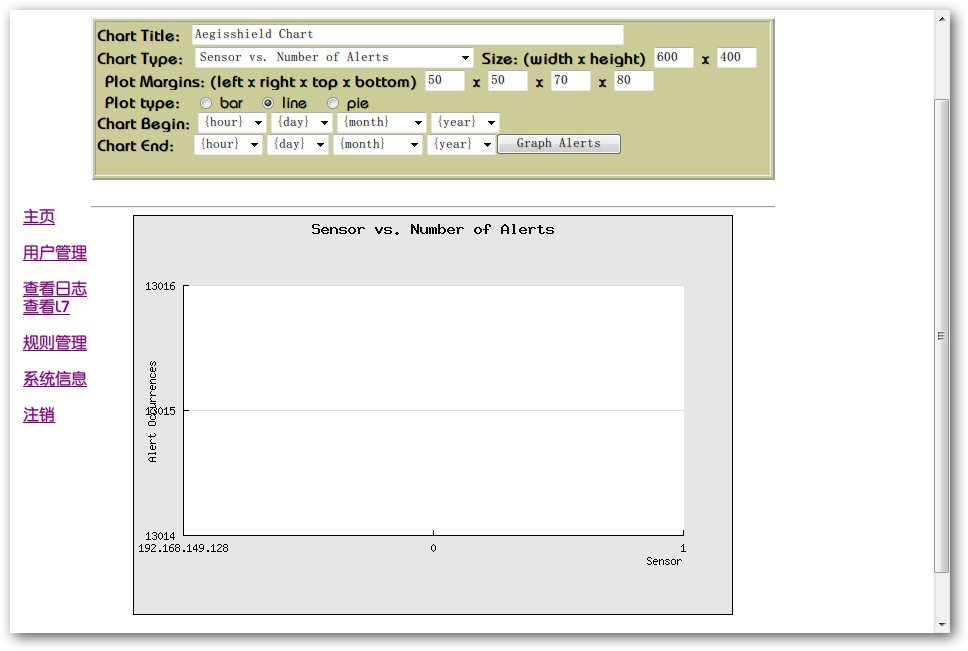 Chart Title: Aegisshield Chart
Chart Type: Sensor vs. Number of Alerts Size: (width x height) 600 x 400
Plot Margins: (left x right x top x bottom) 50 x 50 x 70 x 80
Plot type: bar line pie
Chart Begin: {hour} {day} {month} {year}
Chart End: {hour} {day} {month} {year} Graph Alerts
主页
用户管理
查看日志
查看L7
规则管理
系统信息
注销
Sensor vs. Number of Alerts
13016
Alert Occurrences
13015
13014
192.168.149.128 0 1
Sensor